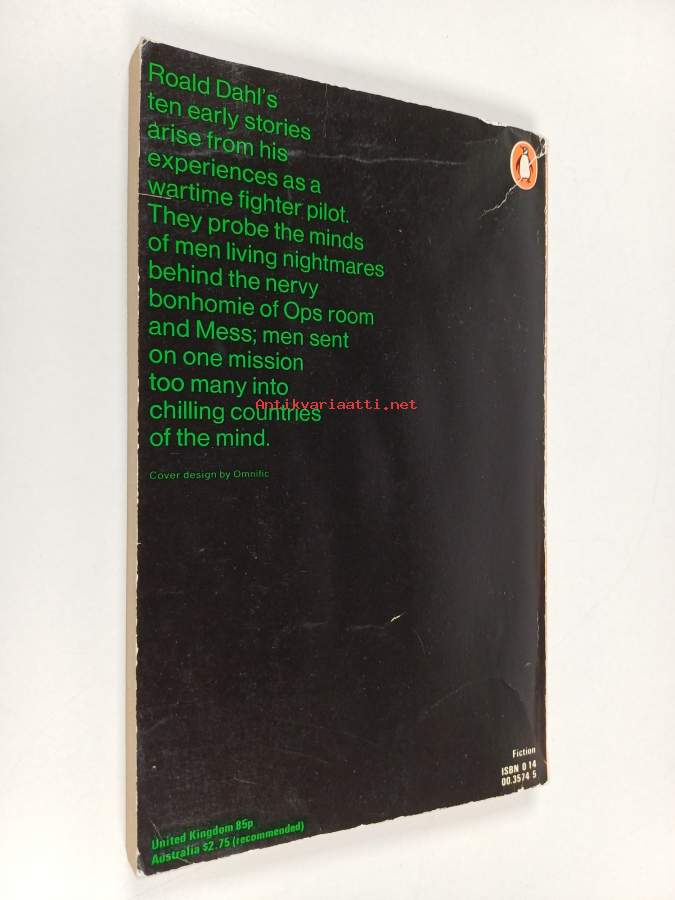 Roald Dahl's
ten early stories
arise from his
experiences as a
wartime fighter pilot.
They probe the minds
of men living nightmares
behind the nervy
bonhomie of Ops room
and Mess; men sent
on one mission
too many into
chilling countries
of the mind.
Antikvariaatti.net
Cover design by Omnific
Fiction
ISBN 0 14
00.3574 5
United Kingdom 85p
Australia $2.75 (recommended)